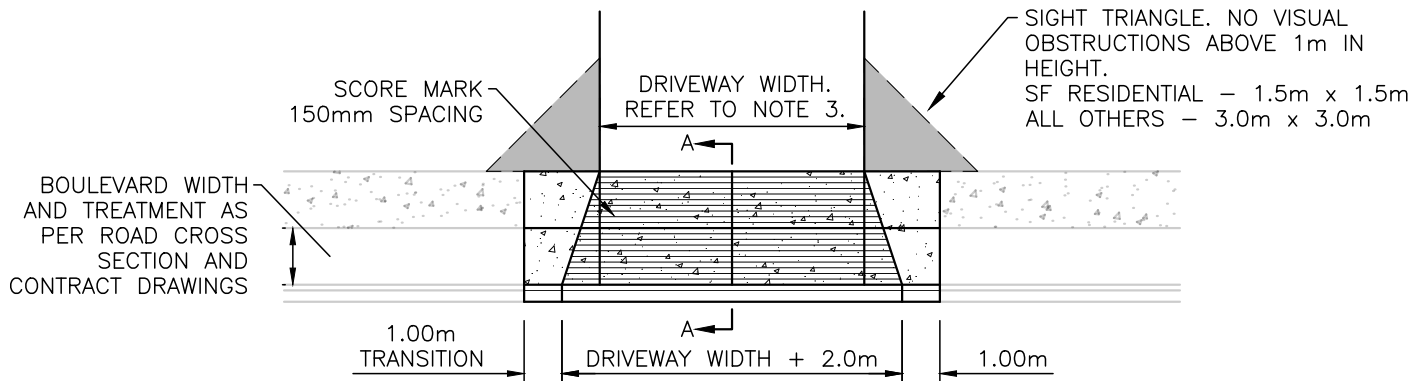 SIGHT TRIANGLE. NO VISUAL
OBSTRUCTIONS ABOVE 1m IN
HEIGHT.
SF RESIDENTIAL – 1.5m x 1.5m
ALL OTHERS – 3.0m x 3.0m
SCORE MARK
150mm SPACING
DRIVEWAY WIDTH.
REFER TO NOTE 3.
A
BOULEVARD WIDTH
AND TREATMENT AS
PER ROAD CROSS
SECTION AND
CONTRACT DRAWINGS
A
1.00m
TRANSITION
DRIVEWAY WIDTH + 2.0m
1.00m